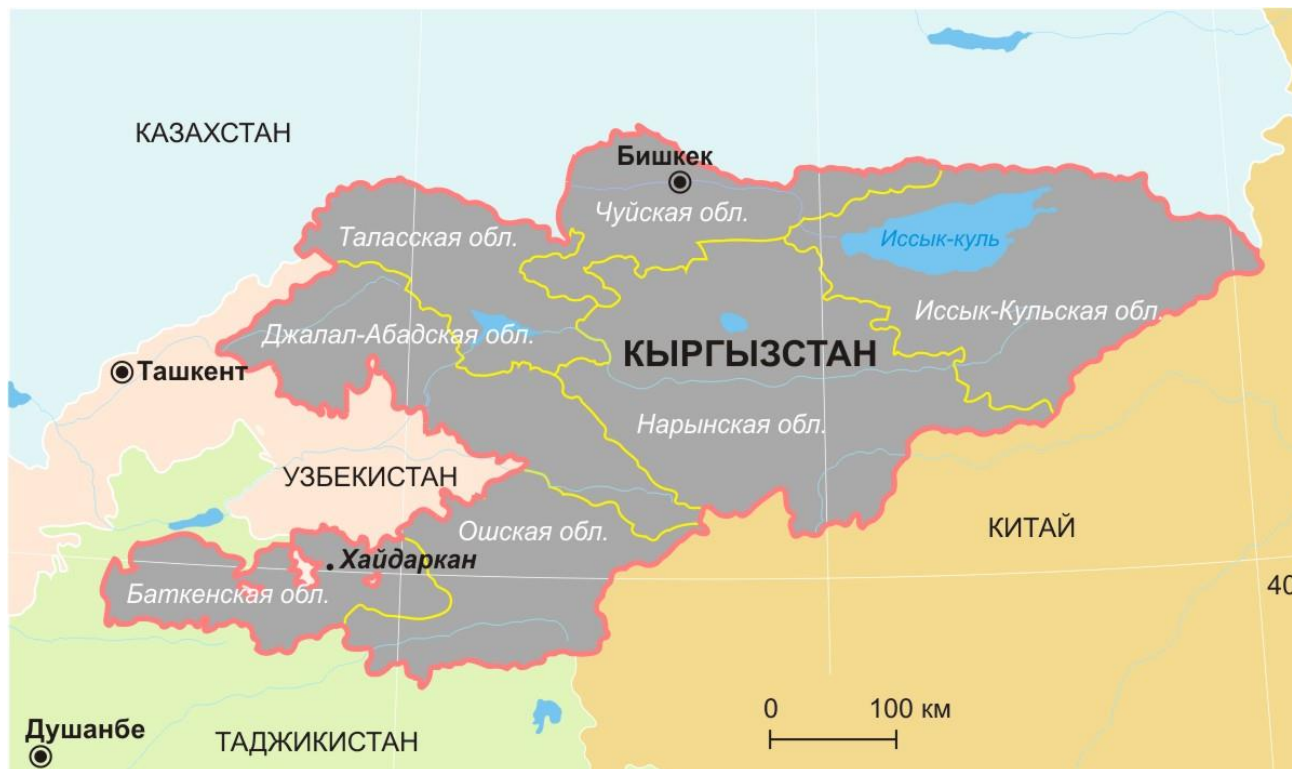 КАЗАХСТАН
Бишкек
Чуйская обл.
Таласская обл.
Иссык-куль
Иссык-Кульская обл.
Джалал-Абадская обл.
КЫРГЫЗСТАН
Ташкент
Нарынская обл.
УЗБЕКИСТАН
Ошская обл.
КИТАЙ
Хайдаркан
Баткенская обл.
40
0 100 км
Душанбе
ТАДЖИКИСТАН